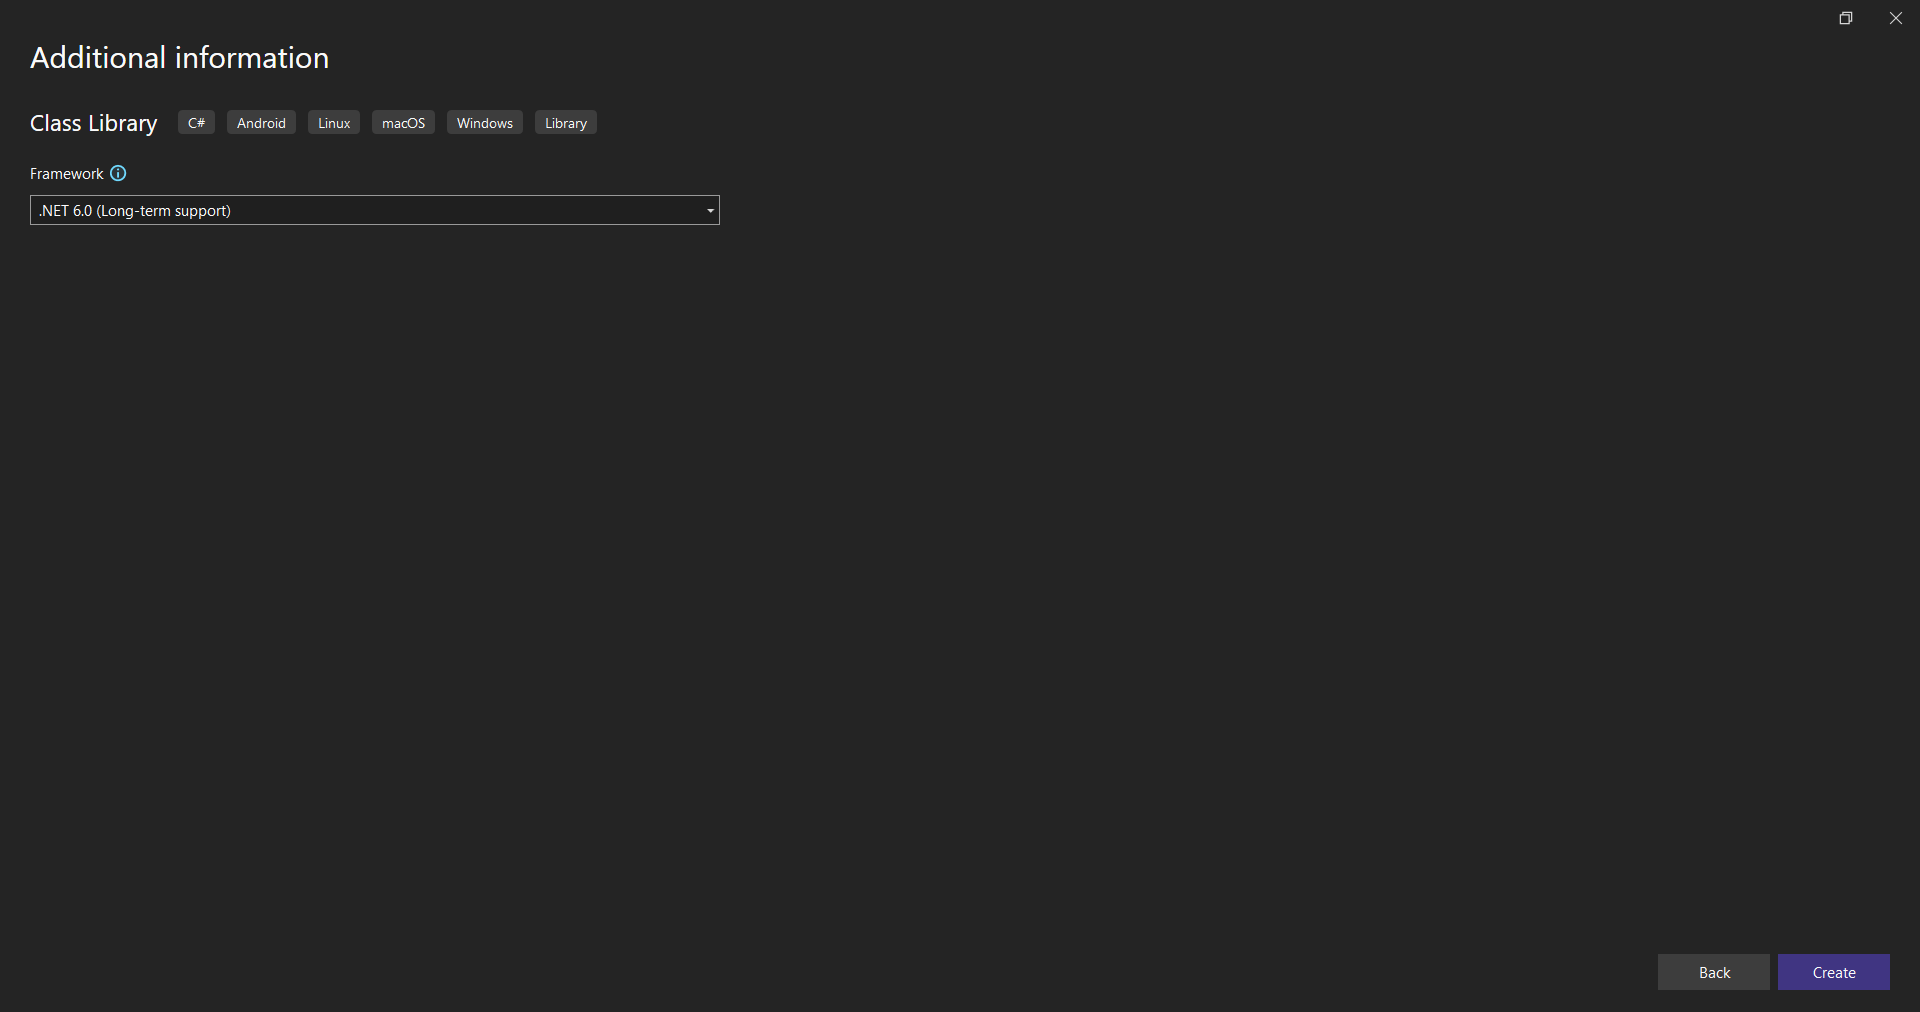 Additional information
Class Library C# Android Linux macOS Windows Library
Framework
.NET 6.0 (Long-term support)
Back Create